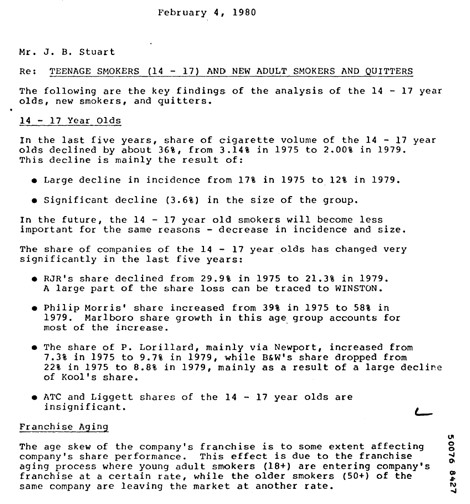 February 4, 1980
Mr. J. B. Stuart
Re: TEENAGE SMOKERS (14 - 17) AND NEW ADULT SMOKERS AND QUITTERS
The following are the key findings of the analysis of the 14 - 17 year
olds, new smokers, and quitters.
14 - 17 Year Olds
In the last five years, share of cigarette volume of the 14 - 17 year
olds declined by about 36%, from 3.14% in 1975 to 2.00% in 1979.
This decline is mainly the result of:
● Large decline in incidence from 17% in 1975 to 12% in 1979.
● Significant decline (3.6%) in the size of the group.
In the future, the 14 - 17 year old smokers will become less
important for the same reasons - decrease in incidence and size.
The share of companies of the 14 - 17 year olds has changed very
significantly in the last five years:
● RJR's share declined from 29.9% in 1975 to 21.3% in 1979.
A large part of the share loss can be traced to WINSTON.
● Philip Morris' share increased from 39% in 1975 to 58% in
1979. Marlboro share growth in this age group accounts for
most of the increase.
● The share of P. Lorillard, mainly via Newport, increased from
7.3% in 1975 to 9.7% in 1979, while B&W's share dropped from
22% in 1975 to 8.8% in 1979, mainly as a result of a large decline
of Kool's share.
● ATC and Liggett shares of the 14 - 17 year olds are
insignificant.
Franchise Aging
The age skew of the company's franchise is to some extent affecting
company's share performance. This effect is due to the franchise
aging process where young adult smokers (18+) are entering company's
franchise at a certain rate, while the older smokers (50+) of the
same company are leaving the market at another rate.
50076 8427